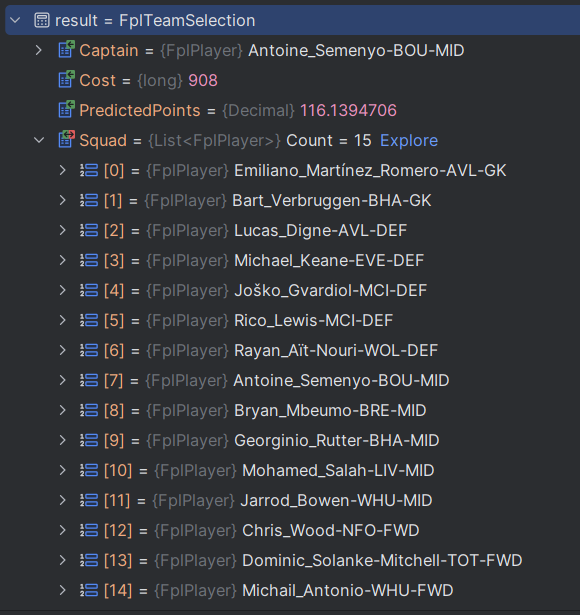 result = FplTeamSelection
Captain = {FplPlayer} Antoine_Semenyo-BOU-MID
Cost = {long} 908
PredictedPoints = {Decimal} 116.1394706
Squad = {List<FplPlayer>} Count = 15 Explore
[0] = {FplPlayer} Emiliano_Martínez_Romero-AVL-GK
[1] = {FplPlayer} Bart_Verbruggen-BHA-GK
[2] = {FplPlayer} Lucas_Digne-AVL-DEF
[3] = {FplPlayer} Michael_Keane-EVE-DEF
[4] = {FplPlayer} Joško_Gvardiol-MCI-DEF
[5] = {FplPlayer} Rico_Lewis-MCI-DEF
[6] = {FplPlayer} Rayan_Aït-Nouri-WOL-DEF
[7] = {FplPlayer} Antoine_Semenyo-BOU-MID
[8] = {FplPlayer} Bryan_Mbeumo-BRE-MID
[9] = {FplPlayer} Georginio_Rutter-BHA-MID
[10] = {FplPlayer} Mohamed_Salah-LIV-MID
[11] = {FplPlayer} Jarrod_Bowen-WHU-MID
[12] = {FplPlayer} Chris_Wood-NFO-FWD
[13] = {FplPlayer} Dominic_Solanke-Mitchell-TOT-FWD
[14] = {FplPlayer} Michail_Antonio-WHU-FWD